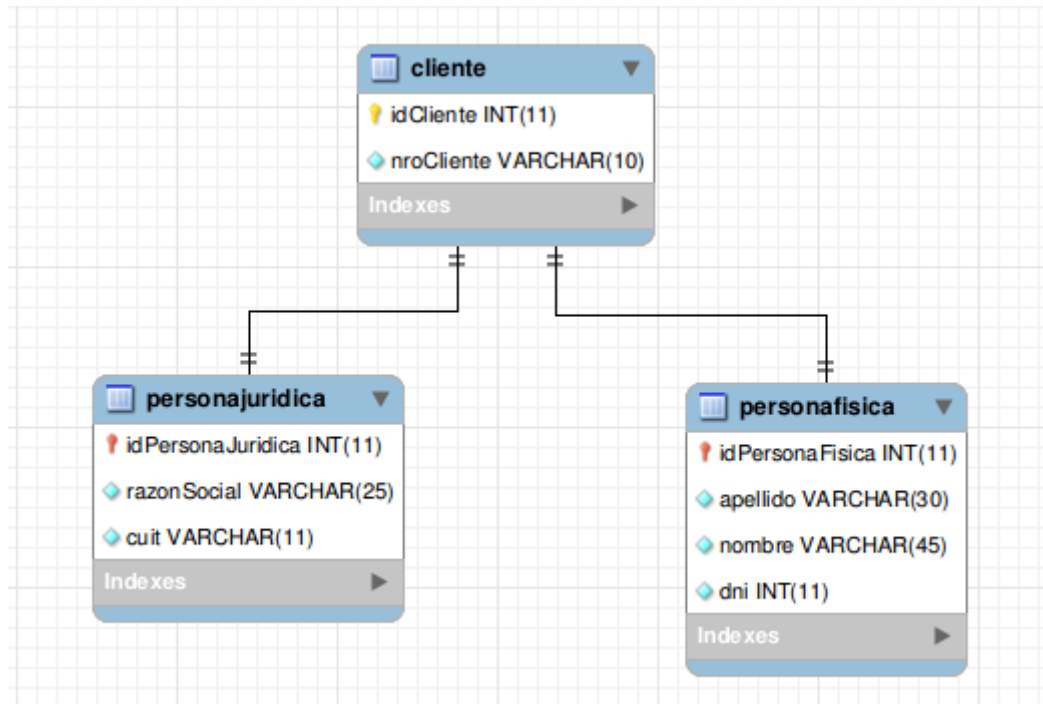 cliente
idCliente INT(11)
nroCliente VARCHAR(10)
Indexes
personajuridica
idPersonaJuridica INT(11)
razonSocial VARCHAR(25)
cuit VARCHAR(11)
Indexes
personafisica
idPersonaFisica INT(11)
apellido VARCHAR(30)
nombre VARCHAR(45)
dni INT(11)
Indexes